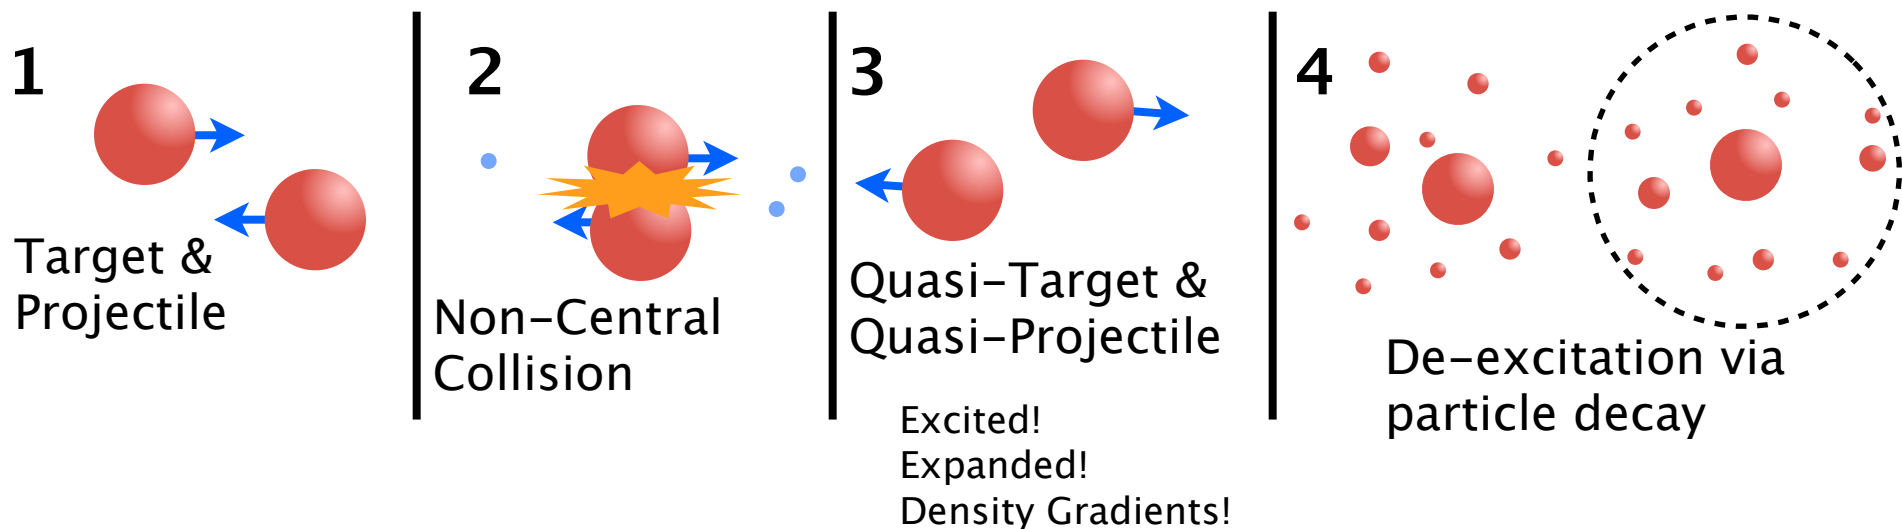 1
Target &
Projectile
2
Non-Central
Collision
3
Quasi-Target &
Quasi-Projectile
Excited!
Expanded!
Density Gradients!
4
De-excitation via
particle decay